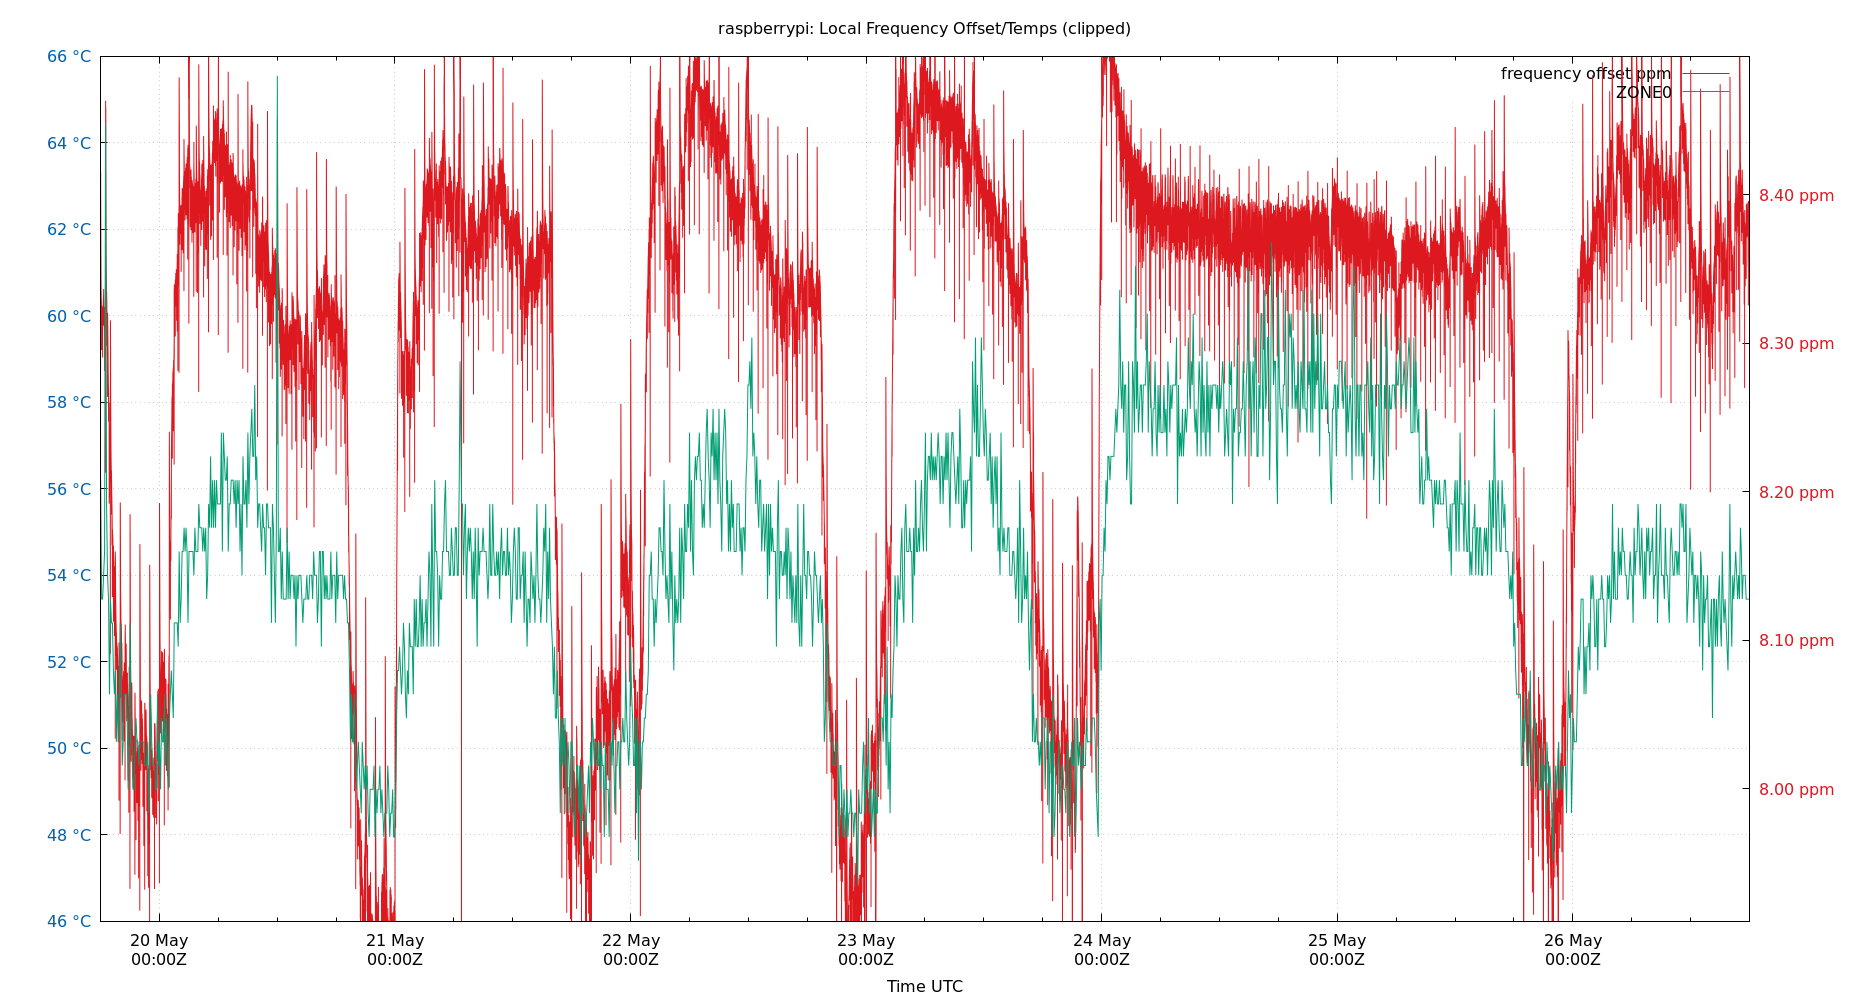 raspberrypi: Local Frequency Offset/Temps (clipped)
66 °C
64 °C
62 °C
60 °C
58 °C
56 °C
54 °C
52 °C
50 °C
48 °C
46 °C
frequency offset ppm
ZONE0
8.40 ppm
8.30 ppm
8.20 ppm
8.10 ppm
8.00 ppm
20 May
00:00Z
21 May
00:00Z
22 May
00:00Z
23 May
00:00Z
24 May
00:00Z
25 May
00:00Z
26 May
00:00Z
Time UTC